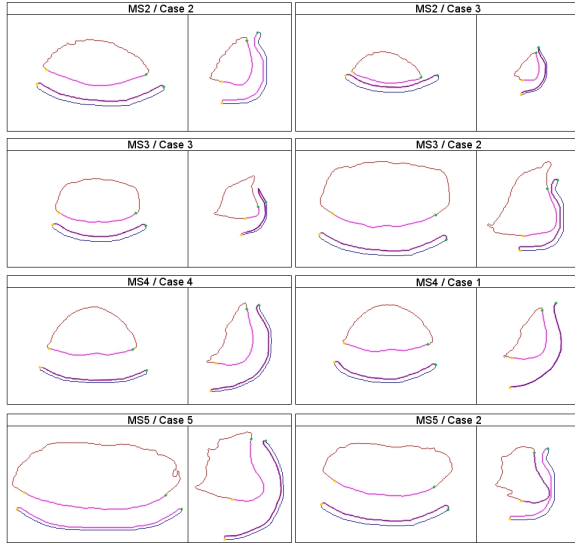 MS2 / Case 2
MS2 / Case 3
MS3 / Case 3
MS3 / Case 2
MS4 / Case 4
MS4 / Case 1
MS5 / Case 5
MS5 / Case 2